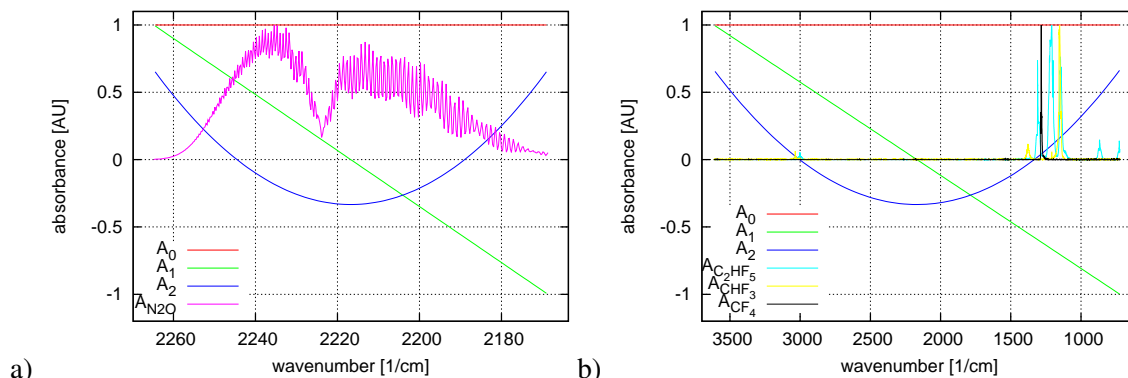 1
0.5
0
-0.5
-1
absorbance [AU]
A0
A1
A2
AN2O
2260 2240 2220 2200 2180
wavenumber [1/cm]
a)
1
0.5
0
-0.5
-1
absorbance [AU]
A0
A1
A2
AC2HF5
ACHF3
ACF4
3500 3000 2500 2000 1500 1000
wavenumber [1/cm]
b)